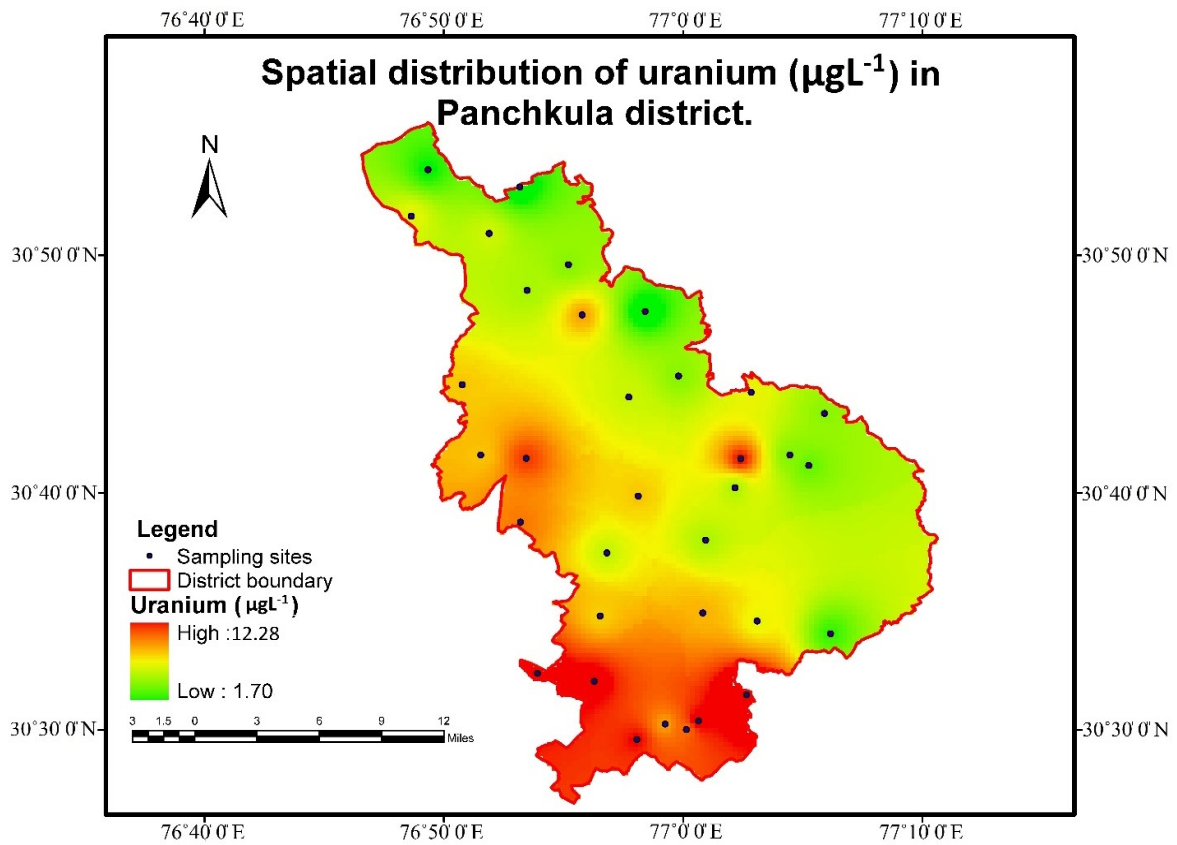 76°40'0"E 76°50'0"E 77°0'0"E 77°10'0"E
Spatial distribution of uranium (µgL⁻¹) in
Panchkula district.
N
30°50'0"N 30°50'0"N
30°40'0"N 30°40'0"N
Legend
Sampling sites
District boundary
Uranium (µgL⁻¹)
High :12.28
Low : 1.70
30°30'0"N 30°30'0"N
3 1.5 0 3 6 9 12
Miles
76°40'0"E 76°50'0"E 77°0'0"E 77°10'0"E